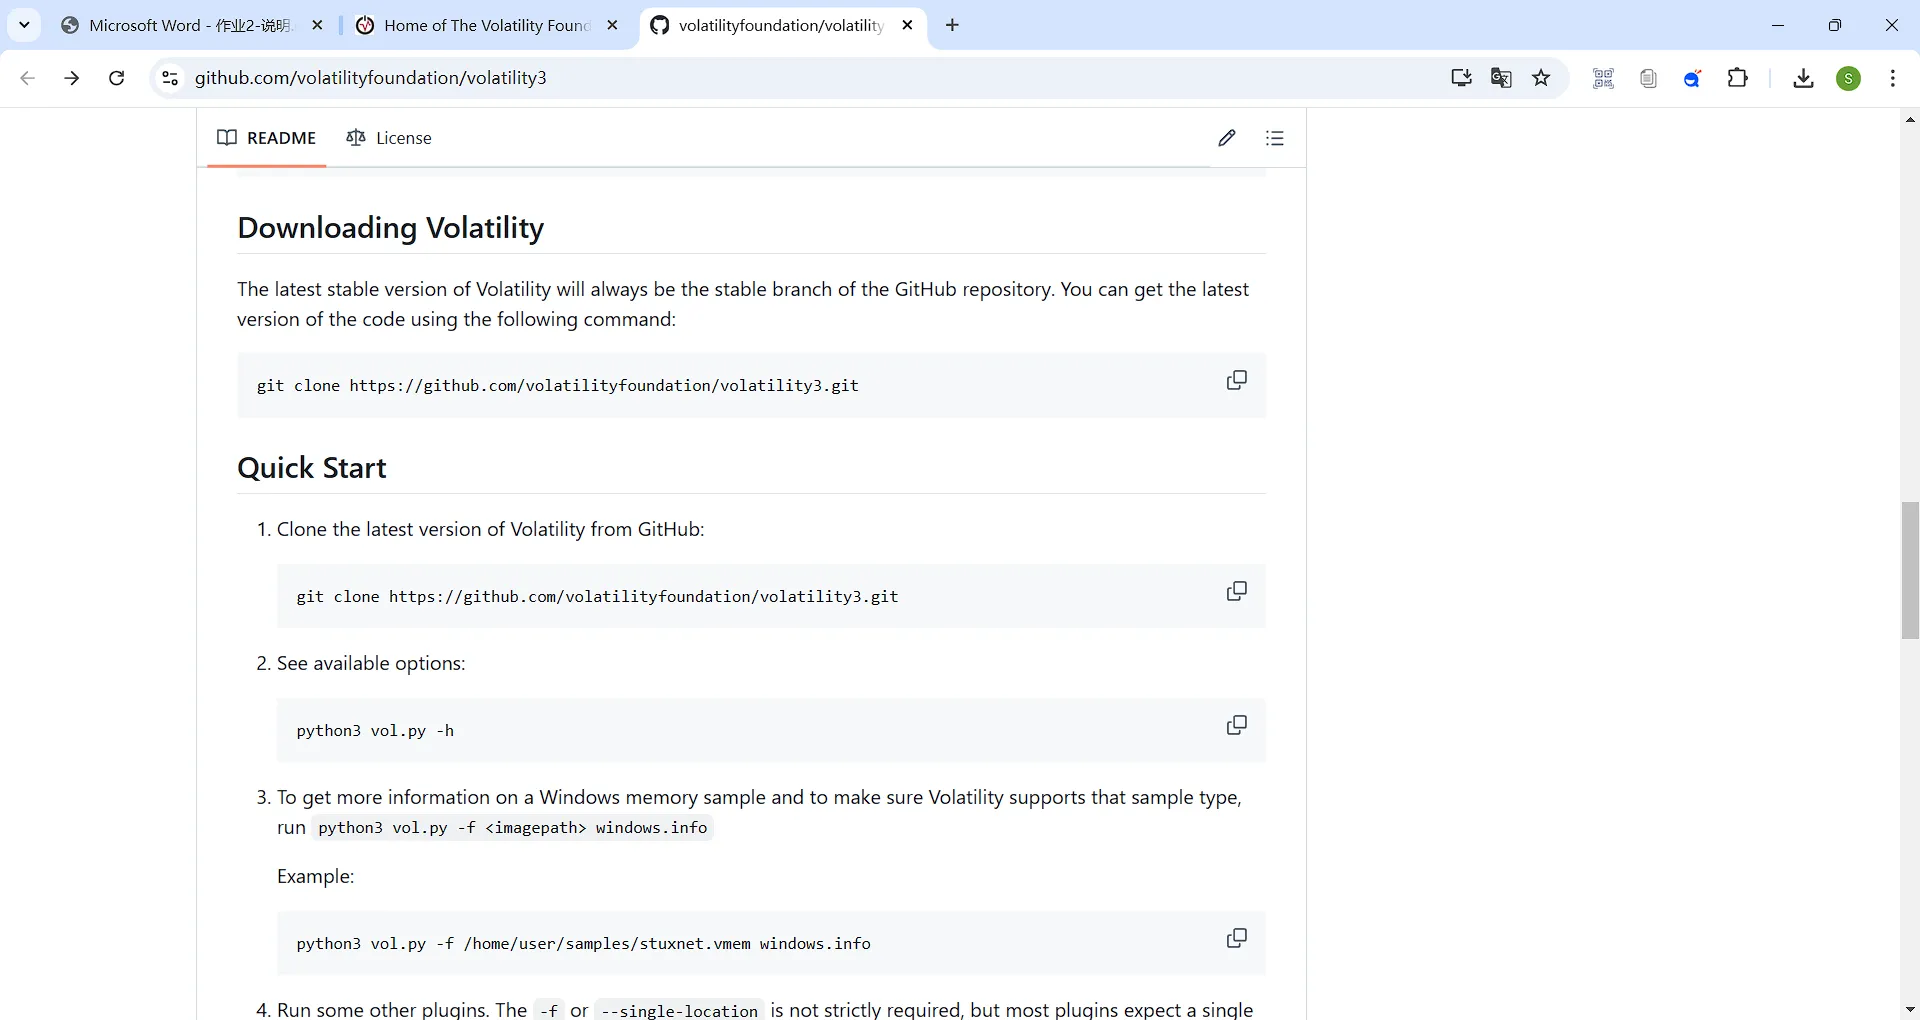 Microsoft Word - 作业2-说明
Home of The Volatility Found
volatilityfoundation/volatility
github.com/volatilityfoundation/volatility3
S
README
License
Downloading Volatility
The latest stable version of Volatility will always be the stable branch of the GitHub repository. You can get the latest
version of the code using the following command:
git clone https://github.com/volatilityfoundation/volatility3.git
Quick Start
1. Clone the latest version of Volatility from GitHub:
git clone https://github.com/volatilityfoundation/volatility3.git
2. See available options:
python3 vol.py -h
3. To get more information on a Windows memory sample and to make sure Volatility supports that sample type,
run python3 vol.py -f <imagepath> windows.info
Example:
python3 vol.py -f /home/user/samples/stuxnet.vmem windows.info
4. Run some other plugins. The -f or --single-location is not strictly required, but most plugins expect a single